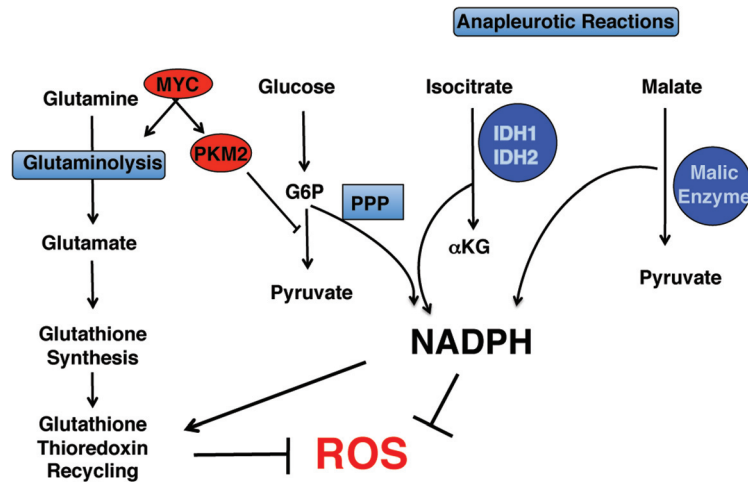 Anapleurotic Reactions
MYC
Glutamine
Glucose
Isocitrate
Malate
IDH1
IDH2
Glutaminolysis
PKM2
Malic
Enzyme
G6P
PPP
Glutamate
αKG
Pyruvate
Pyruvate
Glutathione
Synthesis
NADPH
Glutathione
Thioredoxin
Recycling
ROS